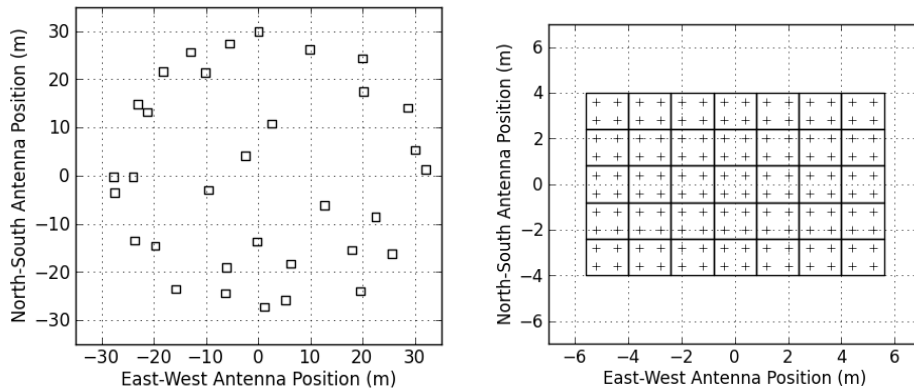 North-South Antenna Position (m)
30
20
10
0
−10
−20
−30
−30 −20 −10 0 10 20 30
East-West Antenna Position (m)
North-South Antenna Position (m)
6
4
2
0
−2
−4
−6
−6 −4 −2 0 2 4 6
East-West Antenna Position (m)